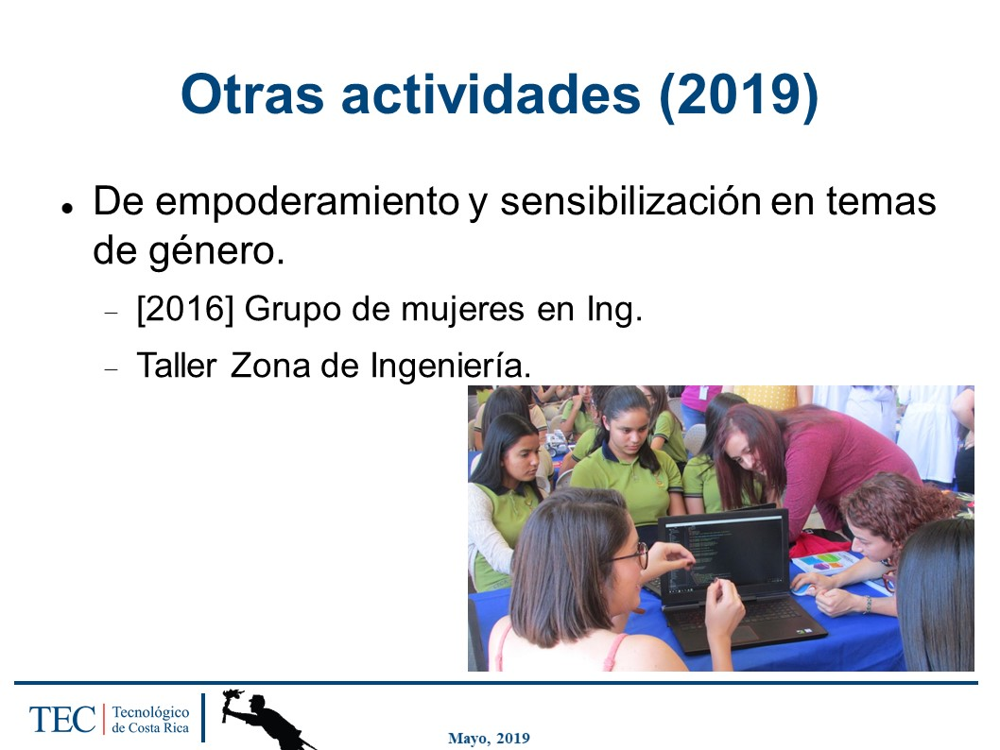 Otras actividades (2019)
De empoderamiento y sensibilización en temas
de género.
[2016] Grupo de mujeres en Ing.
Taller Zona de Ingeniería.
TEC Tecnológico
de Costa Rica
Mayo, 2019